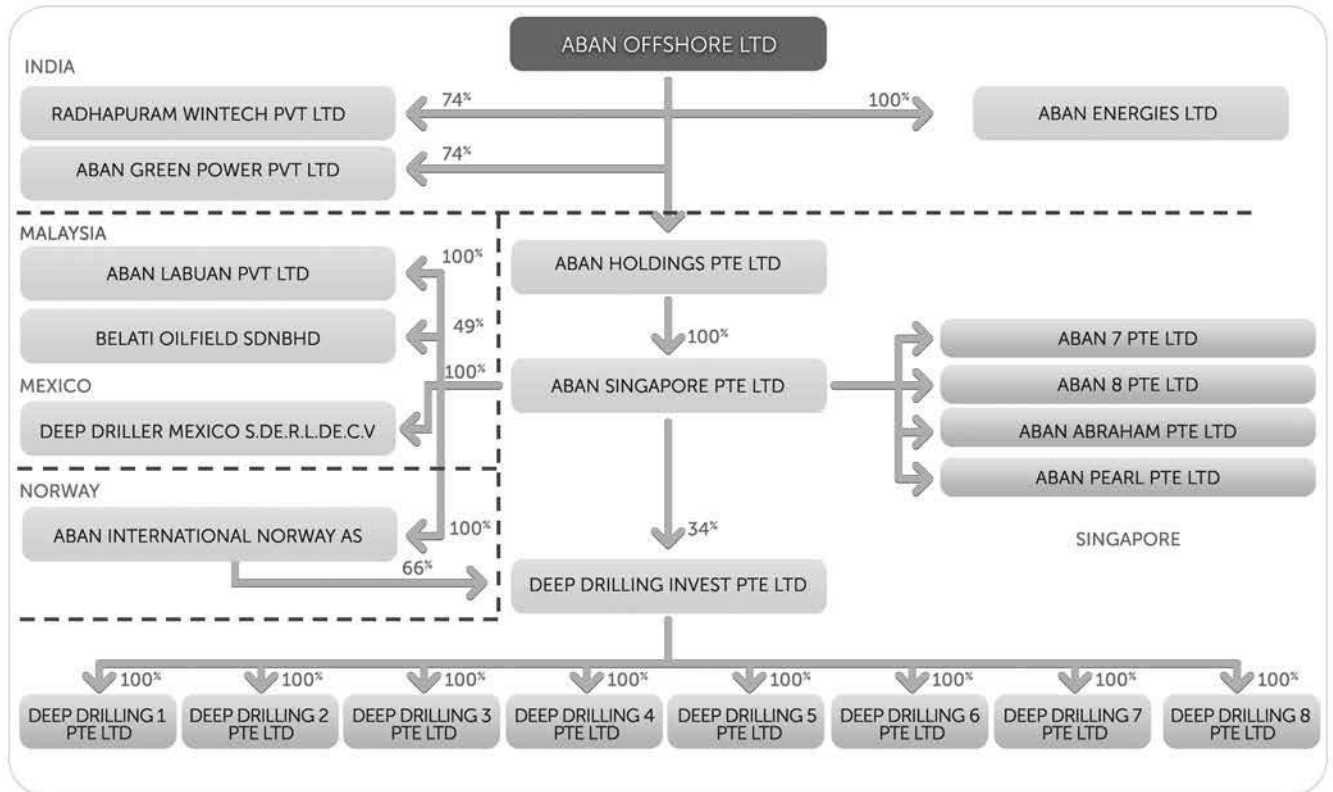 ABAN OFFSHORE LTD
INDIA
RADHAPURAM WINTECH PVT LTD
74%
100%
ABAN ENERGIES LTD
ABAN GREEN POWER PVT LTD
74%
MALAYSIA
ABAN LABUAN PVT LTD
100%
ABAN HOLDINGS PTE LTD
BELATI OILFIELD SDNBHD
49%
100%
ABAN 7 PTE LTD
MEXICO
100%
ABAN SINGAPORE PTE LTD
ABAN 8 PTE LTD
DEEP DRILLER MEXICO S.DE.R.L.DE.C.V
ABAN ABRAHAM PTE LTD
ABAN PEARL PTE LTD
NORWAY
ABAN INTERNATIONAL NORWAY AS
100%
34%
SINGAPORE
66%
DEEP DRILLING INVEST PTE LTD
100%
100%
100%
100%
100%
100%
100%
100%
DEEP DRILLING 1
PTE LTD
DEEP DRILLING 2
PTE LTD
DEEP DRILLING 3
PTE LTD
DEEP DRILLING 4
PTE LTD
DEEP DRILLING 5
PTE LTD
DEEP DRILLING 6
PTE LTD
DEEP DRILLING 7
PTE LTD
DEEP DRILLING 8
PTE LTD